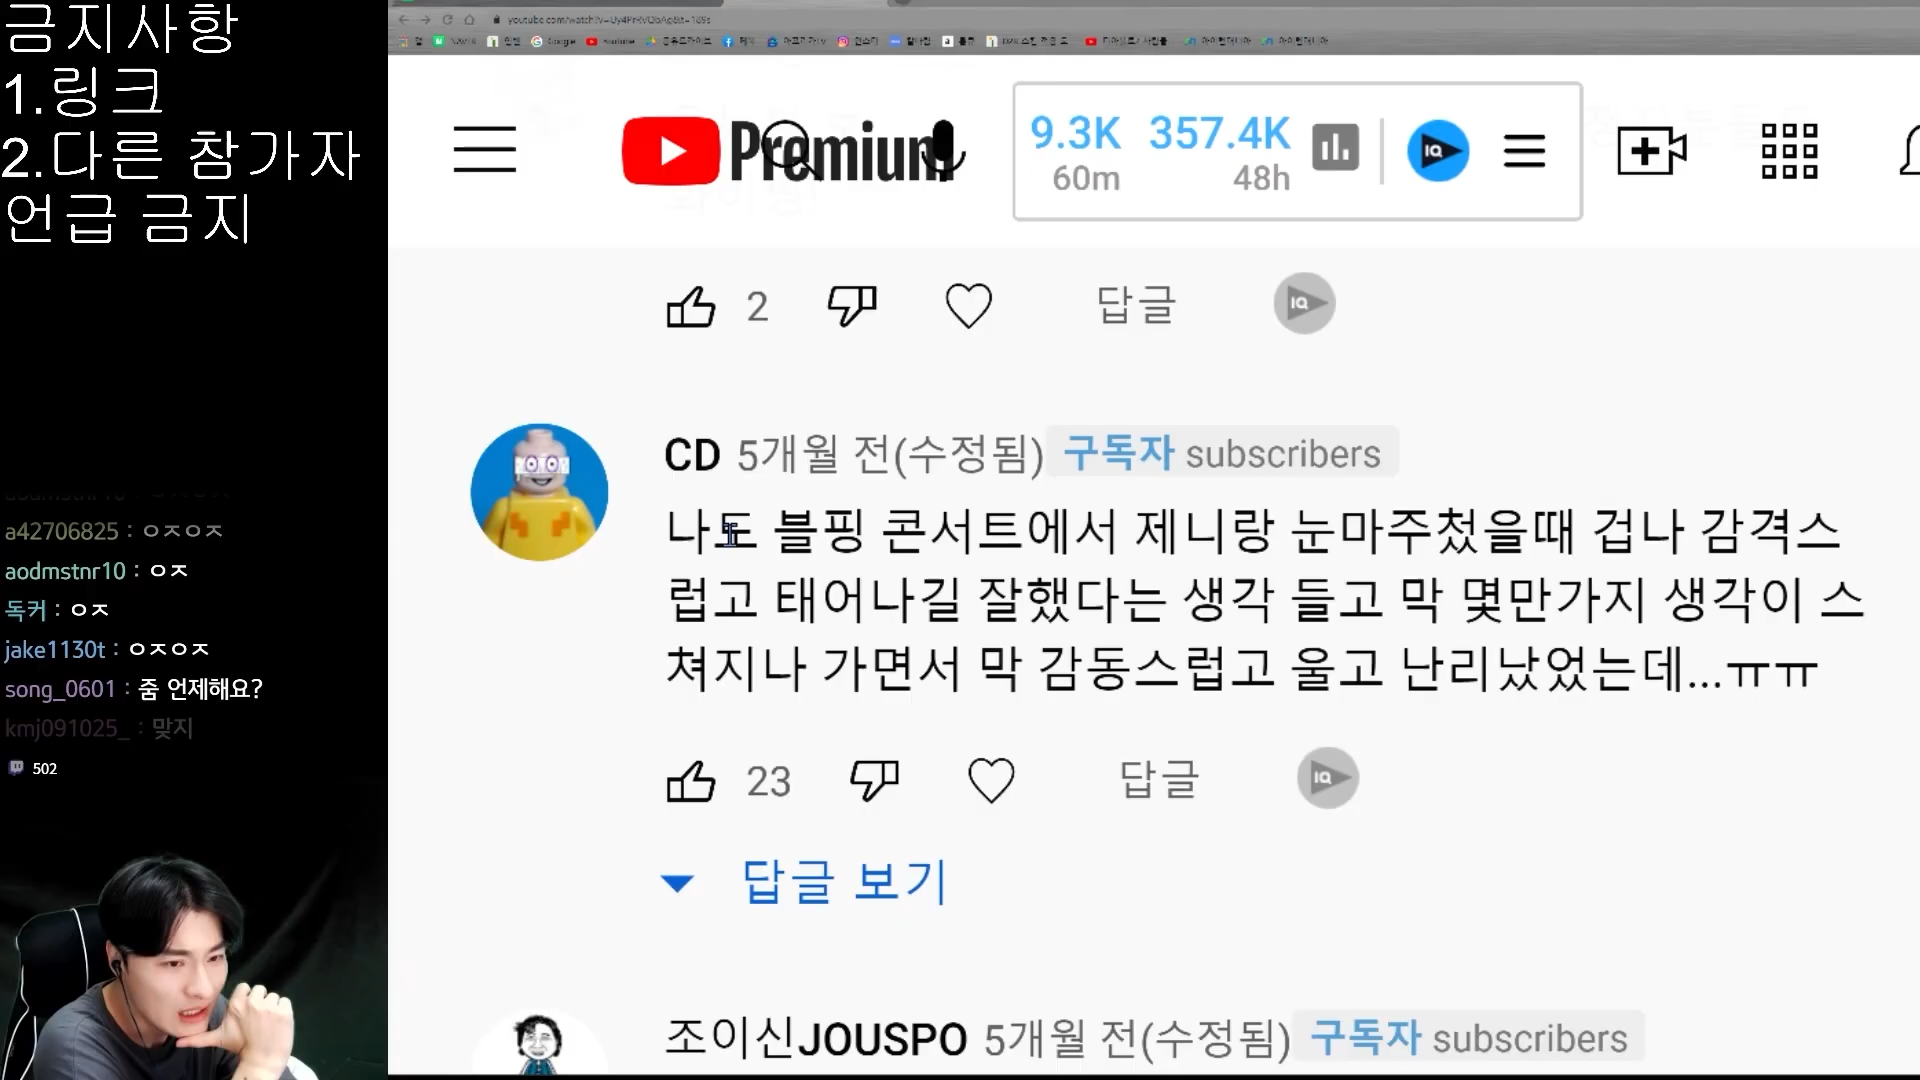 금지사항
1.링크
2.다른 참가자
언급 금지
a42706825 : ㅇㅈㅇㅈ
aodmstnr10 : ㅇㅈ
독커 : ㅇㅈ
jake1130t : ㅇㅈㅇㅈ
song_0601 : 줌 언제해요?
kmj091025_ : 맞지
502
Google
Premium
9.3K 357.4K
60m 48h
IQ
2 답글 IQ
CD 5개월 전(수정됨) 구독자 subscribers
나도 블핑 콘서트에서 제니랑 눈마주쳤을때 겁나 감격스
럽고 태어나길 잘했다는 생각 들고 막 몇만가지 생각이 스
쳐지나 가면서 막 감동스럽고 울고 난리났었는데...ㅠㅠ
23 답글 IQ
답글 보기
조이신JOUSPO 5개월 전(수정됨) 구독자 subscribers